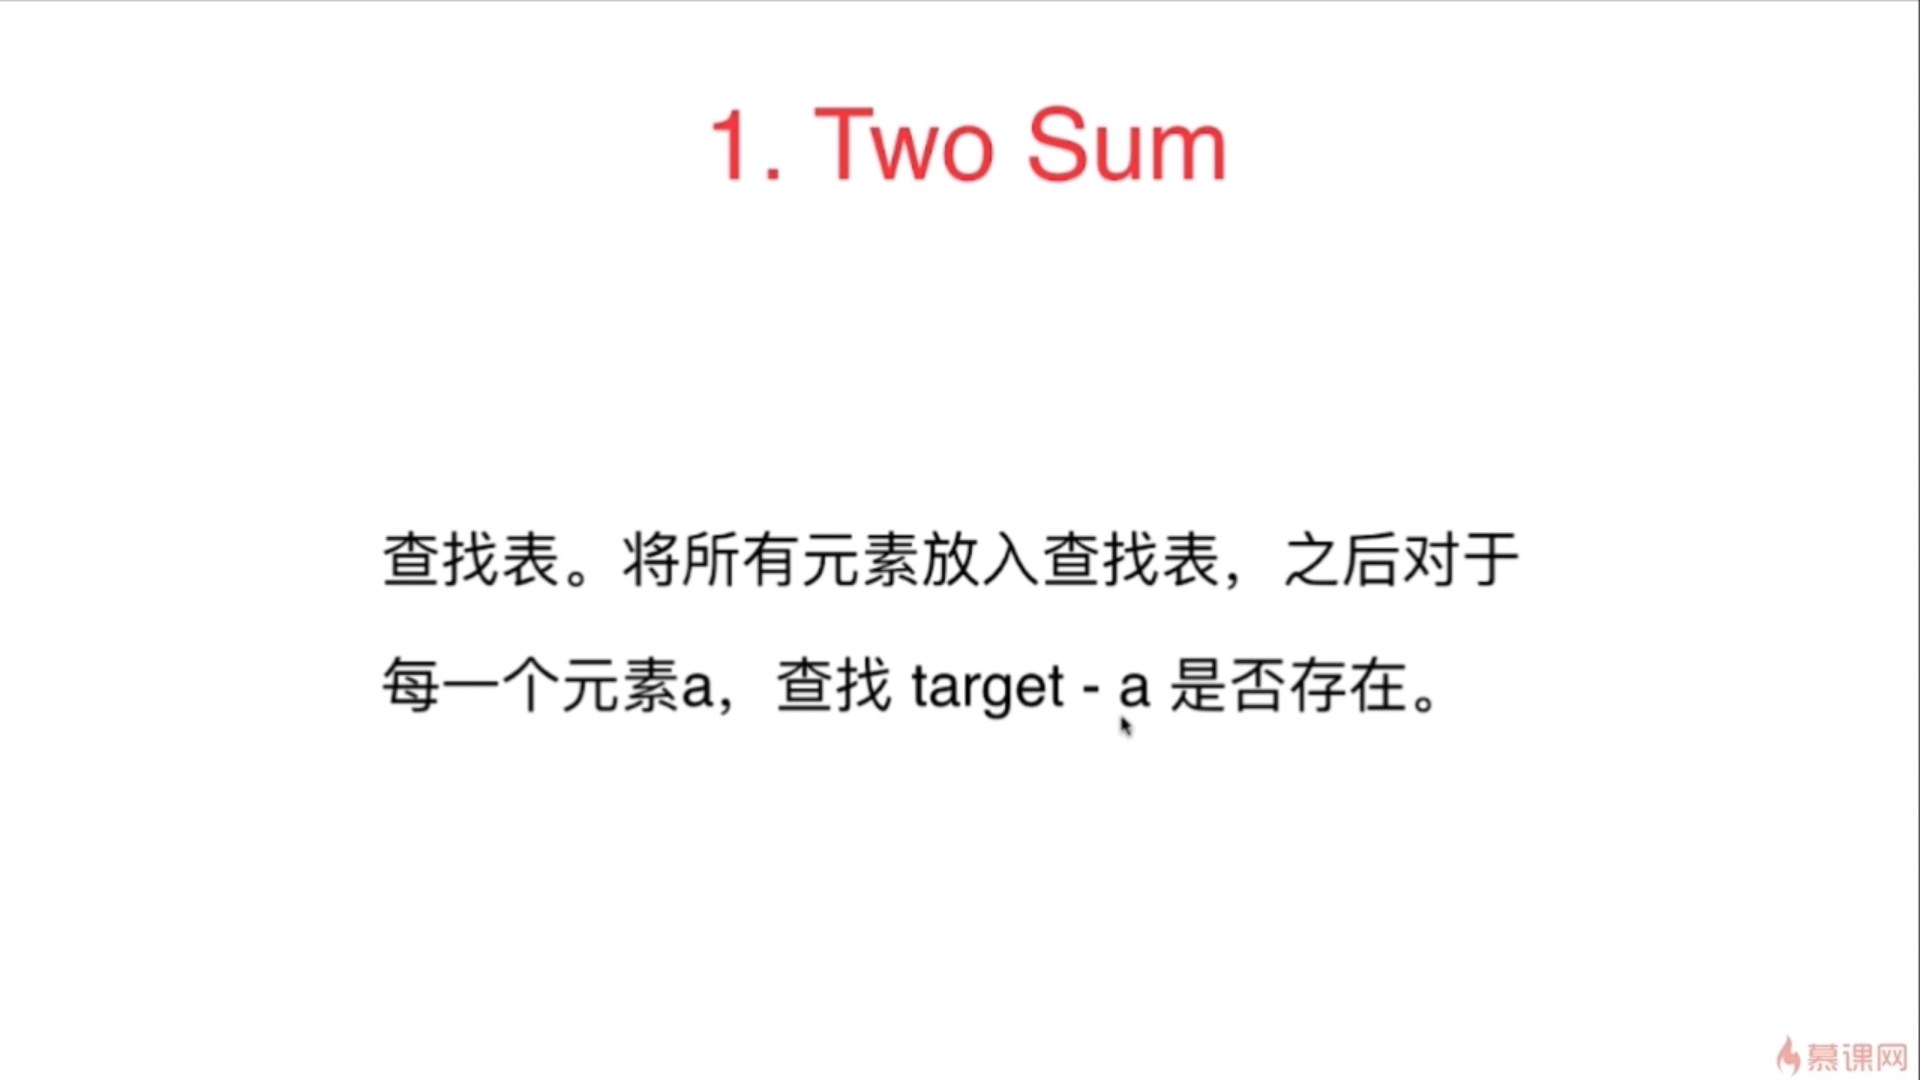 1. Two Sum
查找表。将所有元素放入查找表，之后对于
每一个元素a，查找 target - a 是否存在。
慕课网